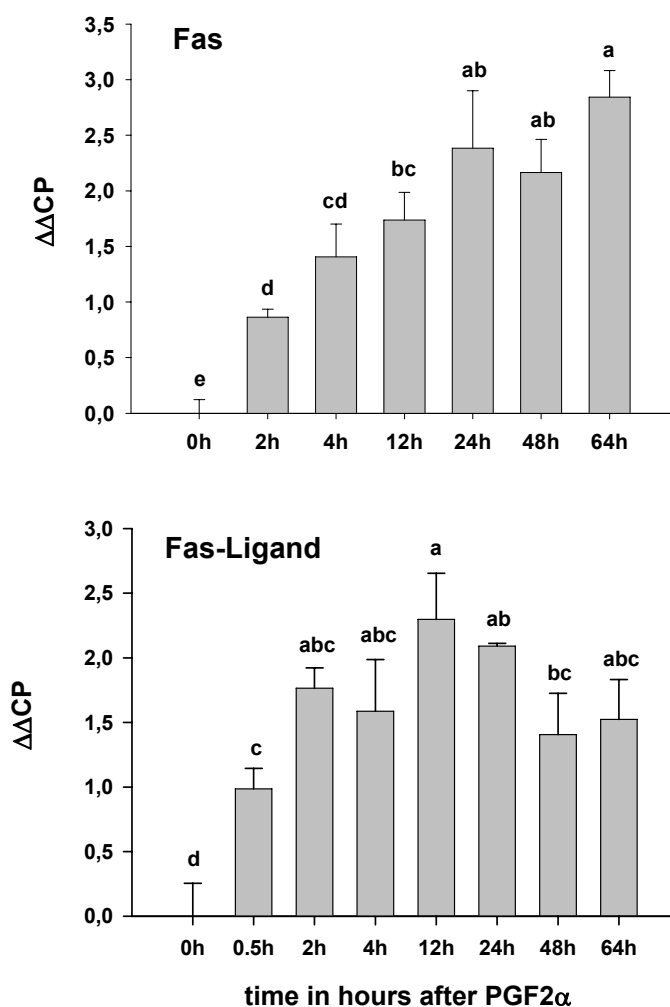 Fas
3,5
3,0
2,5
2,0
1,5
1,0
0,5
0,0
ΔΔCP
e
d
cd
bc
ab
ab
a
0h 2h 4h 12h 24h 48h 64h
Fas-Ligand
3,0
2,5
2,0
1,5
1,0
0,5
0,0
ΔΔCP
d
c
abc
abc
a
ab
bc
abc
0h 0.5h 2h 4h 12h 24h 48h 64h
time in hours after PGF2α